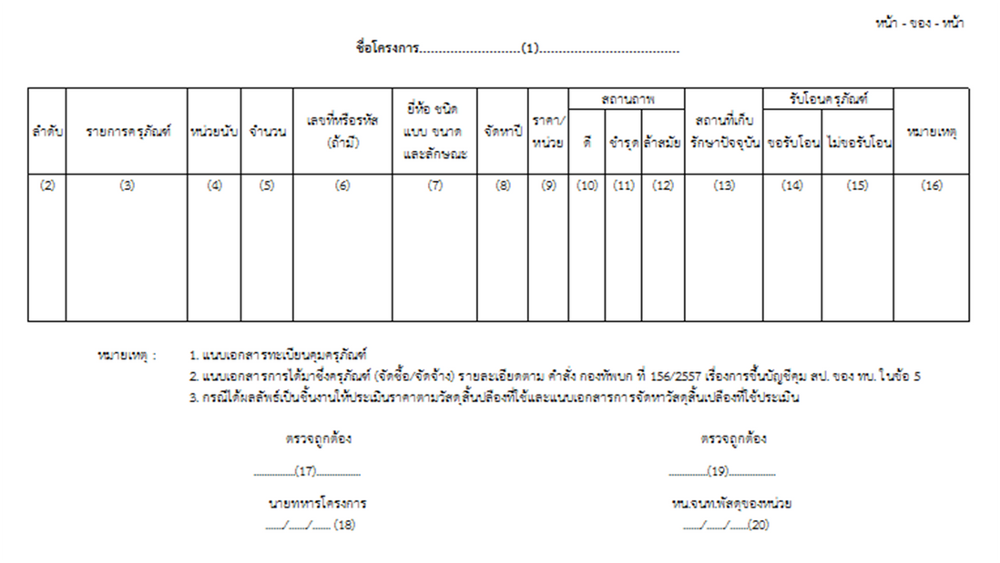 หน้า - ของ - หน้า
ชื่อโครงการ..........................(1)....................................
ลำดับ รายการครุภัณฑ์ หน่วยนับ จำนวน เลขที่หรือรหัส (ถ้ามี) ยี่ห้อ ชนิด แบบ ขนาด และลักษณะ จัดหาปี ราคา/หน่วย สถานภาพ ดี ชำรุด ล้าสมัย สถานที่เก็บรักษาปัจจุบัน รับโอนครุภัณฑ์ ขอรับโอน ไม่ขอรับโอน หมายเหตุ
(2) (3) (4) (5) (6) (7) (8) (9) (10) (11) (12) (13) (14) (15) (16)
หมายเหตุ : 1. แนบเอกสารทะเบียนคุมครุภัณฑ์
2. แนบเอกสารการได้มาซึ่งครุภัณฑ์ (จัดซื้อ/จัดจ้าง) รายละเอียดตาม คำสั่ง กองทัพบก ที่ 156/2557 เรื่องการขึ้นบัญชีคุม สป. ของ ทบ. ในข้อ 5
3. กรณีได้ผลลัพธ์เป็นชิ้นงานให้ประเมินราคาตามวัสดุสิ้นปลืองที่ใช้และแนบเอกสารการจัดหาวัสดุสิ้นเปลืองที่ใช้ประเมิน
ตรวจถูกต้อง ตรวจถูกต้อง
...............(17)................ ..............(19).................
นายทหารโครงการ หน.จนท.พัสดุของหน่วย
....../....../...... (18) ....../....../......(20)